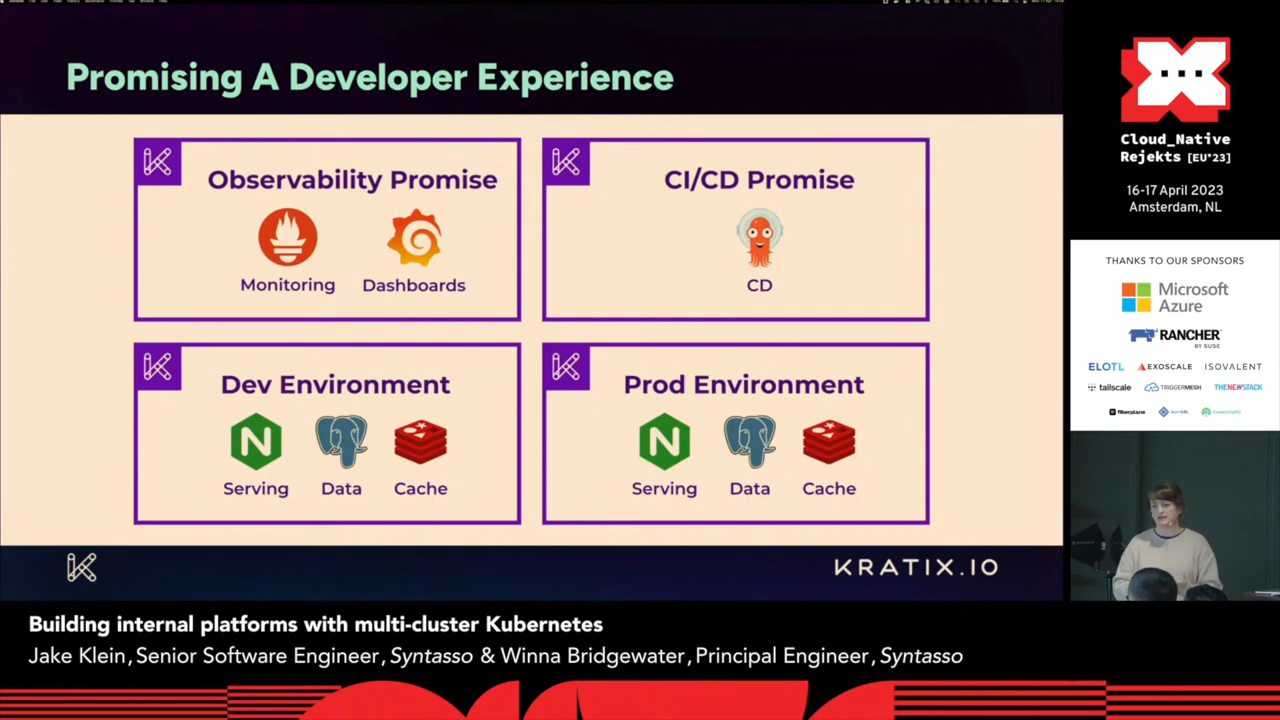 Promising A Developer Experience
Observability Promise
Monitoring
Dashboards
CI/CD Promise
CD
Dev Environment
Serving
Data
Cache
Prod Environment
Serving
Data
Cache
KRATIX.IO
Cloud_Native
Rejekts [EU'23]
16-17 April 2023
Amsterdam, NL
THANKS TO OUR SPONSORS
Microsoft
Azure
RANCHER
BY SUSE
ELOTL
EXOSCALE
ISOVALENT
tailscale
TRIGGERMESH
THENEWSTACK
fiberplane
Building internal platforms with multi-cluster Kubernetes
Jake Klein, Senior Software Engineer, Syntasso & Winna Bridgewater, Principal Engineer, Syntasso